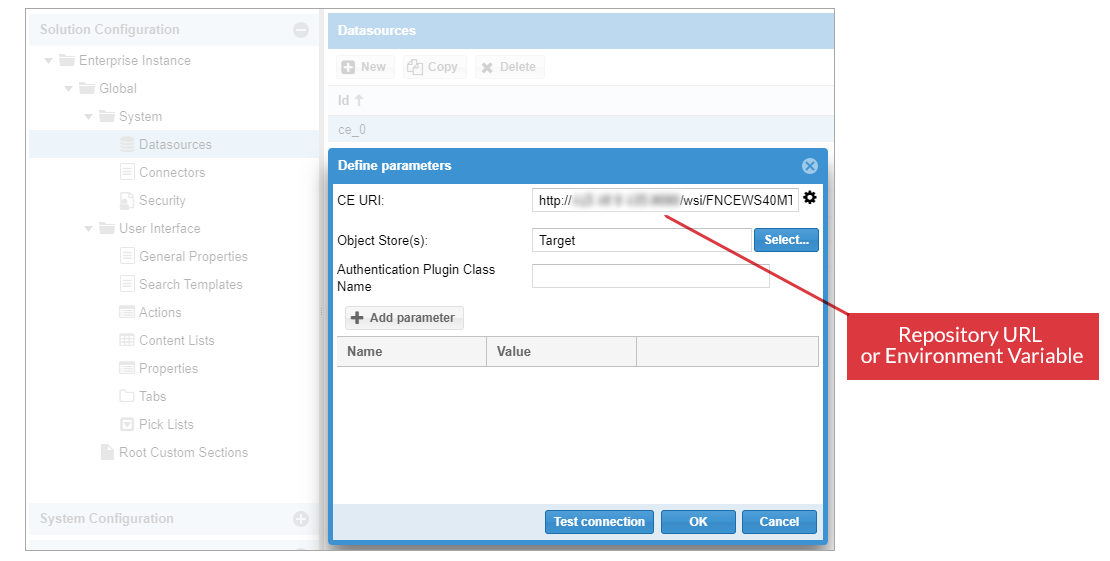 Solution Configuration
Enterprise Instance
Global
System
Datasources
Connectors
Security
User Interface
General Properties
Search Templates
Actions
Content Lists
Properties
Tabs
Pick Lists
Root Custom Sections
System Configuration
Datasources
New Copy Delete
Id
ce_0
Define parameters
CE URI: http:// /wsi/FNCEWS40MT
Object Store(s): Target Select...
Authentication Plugin Class
Name
Add parameter
Name Value
Test connection OK Cancel
Repository URL
or Environment Variable